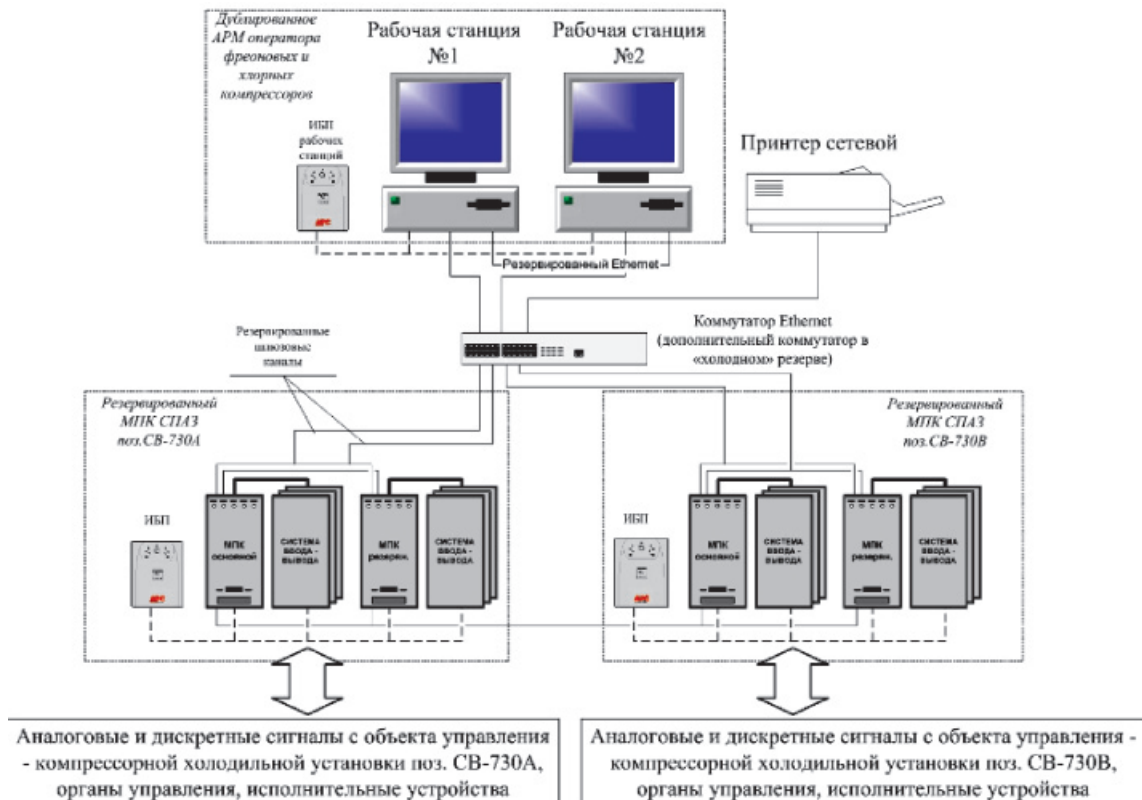 Дублированное
АРМ оператора
фреоновых и
хлорных
компрессоров
Рабочая станция
№1
Рабочая станция
№2
ИБП
рабочих
станций
Принтер сетевой
Резервированный Ethernet
Резервированные
шлюзовые
каналы
Коммутатор Ethernet
(дополнительный коммутатор в
«холодном» резерве)
Резервированный
МПК СПАЗ
поз.СВ-730А
Резервированный
МПК СПАЗ
поз.СВ-730В
ИБП
МПК
основной
СИСТЕМА
ВВОДА -
ВЫВОДА
МПК
резервн.
СИСТЕМА
ВВОДА -
ВЫВОДА
ИБП
МПК
основной
СИСТЕМА
ВВОДА -
ВЫВОДА
МПК
резервн.
СИСТЕМА
ВВОДА -
ВЫВОДА
Аналоговые и дискретные сигналы с объекта управления
- компрессорной холодильной установки поз. СВ-730А,
органы управления, исполнительные устройства
Аналоговые и дискретные сигналы с объекта управления -
компрессорной холодильной установки поз. СВ-730В,
органы управления, исполнительные устройства